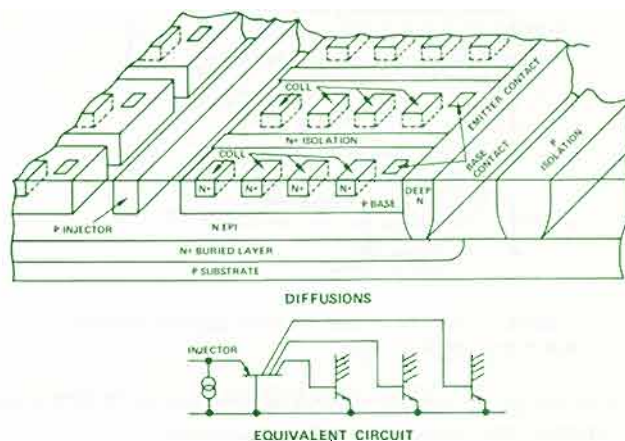 COLL
EMITTER CONTACT
N+ ISOLATION
COLL
BASE CONTACT
P ISOLATION
N+ N+ N+ N+
P BASE
DEEP N
P INJECTOR
N EPI
N+ BURIED LAYER
P SUBSTRATE
DIFFUSIONS
INJECTOR
EQUIVALENT CIRCUIT